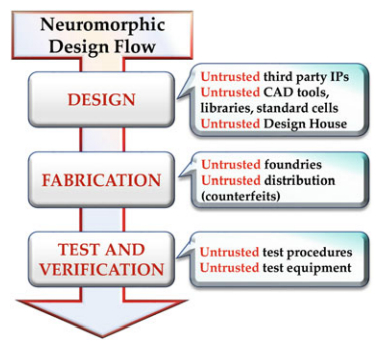 Neuromorphic
Design Flow
DESIGN
Untrusted third party IPs
Untrusted CAD tools,
libraries, standard cells
Untrusted Design House
FABRICATION
Untrusted foundries
Untrusted distribution
(counterfeits)
TEST AND
VERIFICATION
Untrusted test procedures
Untrusted test equipment